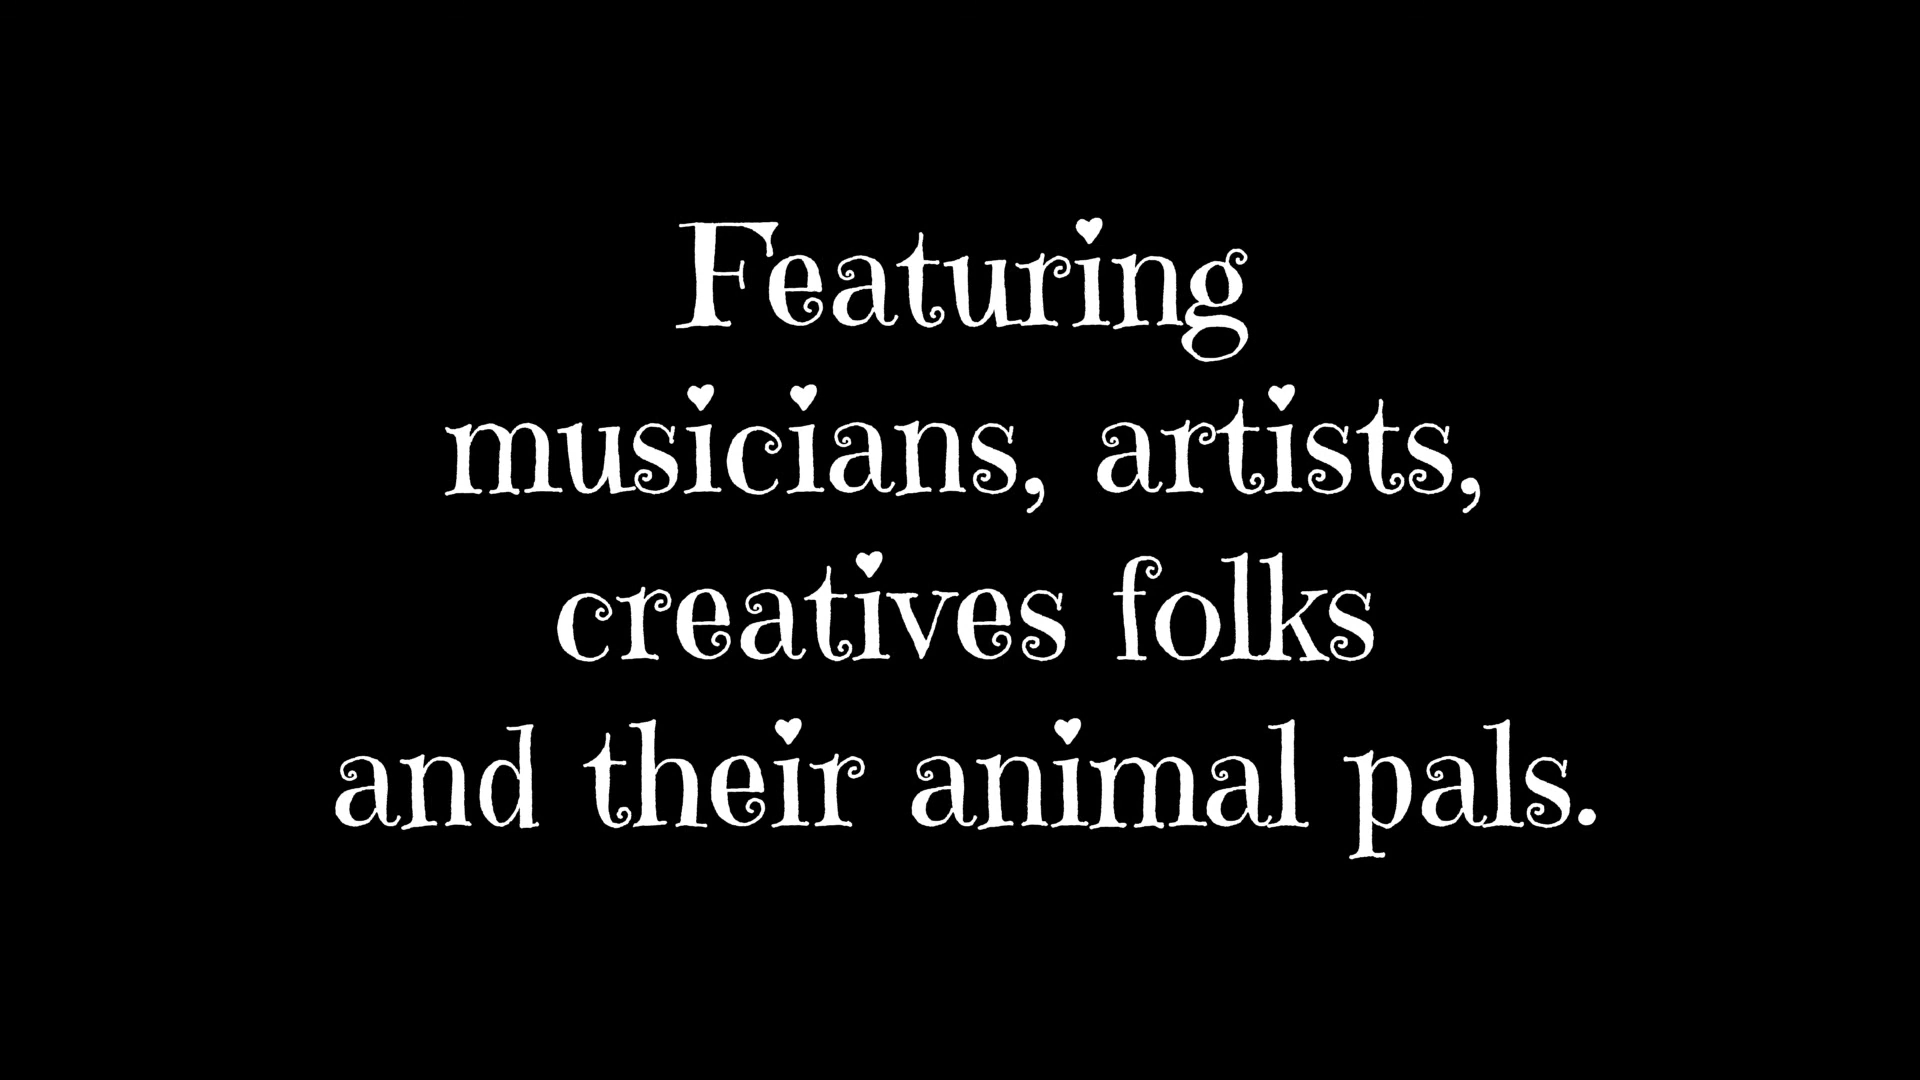 Featuring
musicians, artists,
creatives folks
and their animal pals.